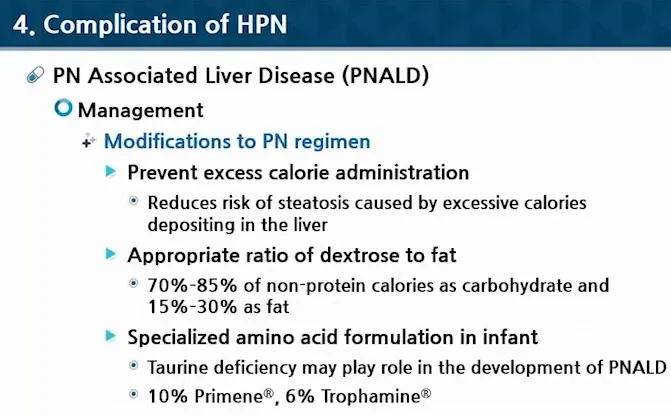 4. Complication of HPN
PN Associated Liver Disease (PNALD)
Management
Modifications to PN regimen
Prevent excess calorie administration
Reduces risk of steatosis caused by excessive calories
depositing in the liver
Appropriate ratio of dextrose to fat
70%-85% of non-protein calories as carbohydrate and
15%-30% as fat
Specialized amino acid formulation in infant
Taurine deficiency may play role in the development of PNALD
10% Primene®, 6% Trophamine®